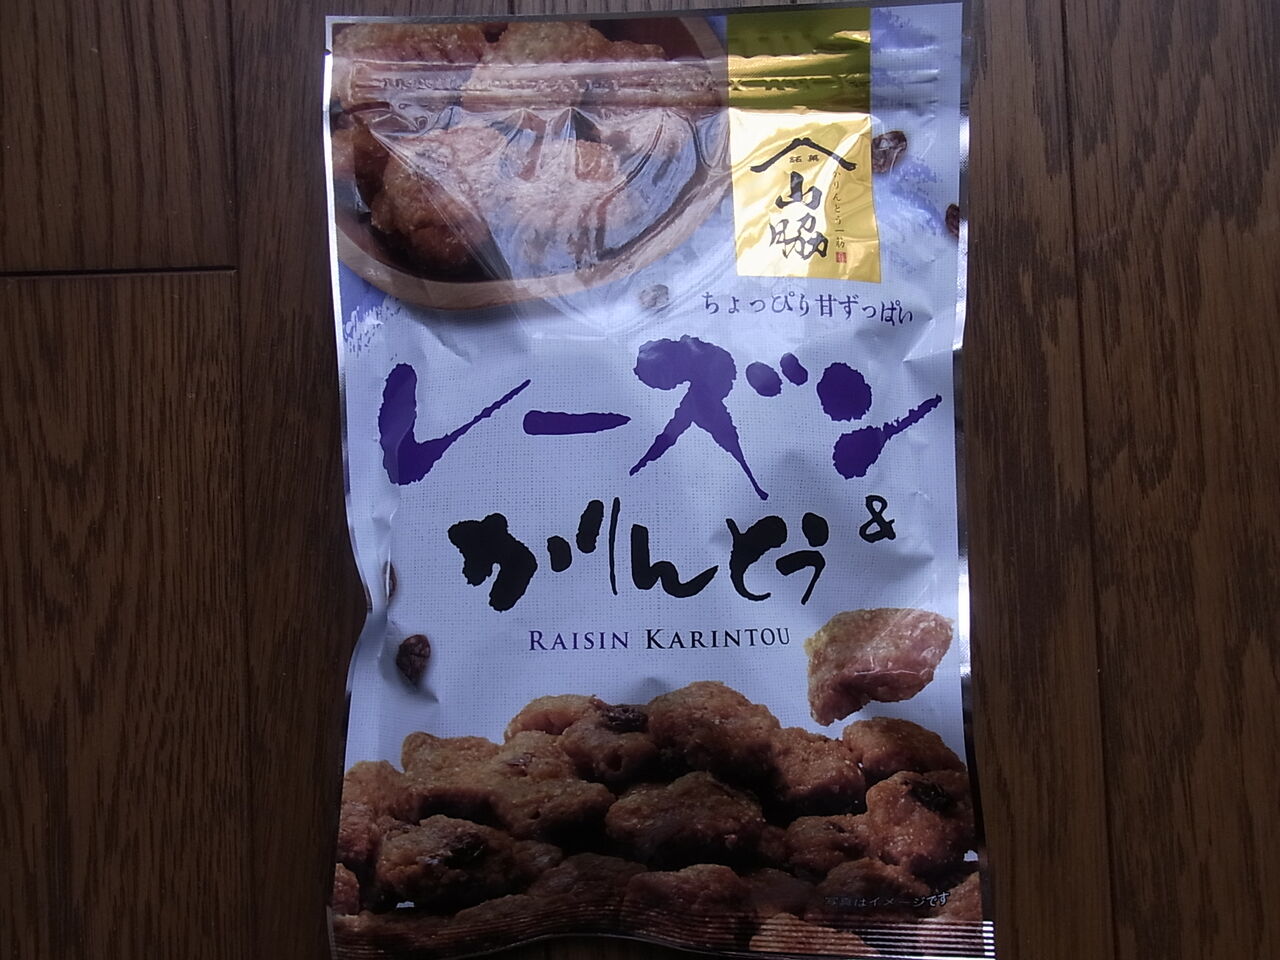 銘菓
山脇
かりんとう一筋
ちょっぴり甘ずっぱい
レーズン
&
かりんとう
RAISIN KARINTOU
写真はイメージです